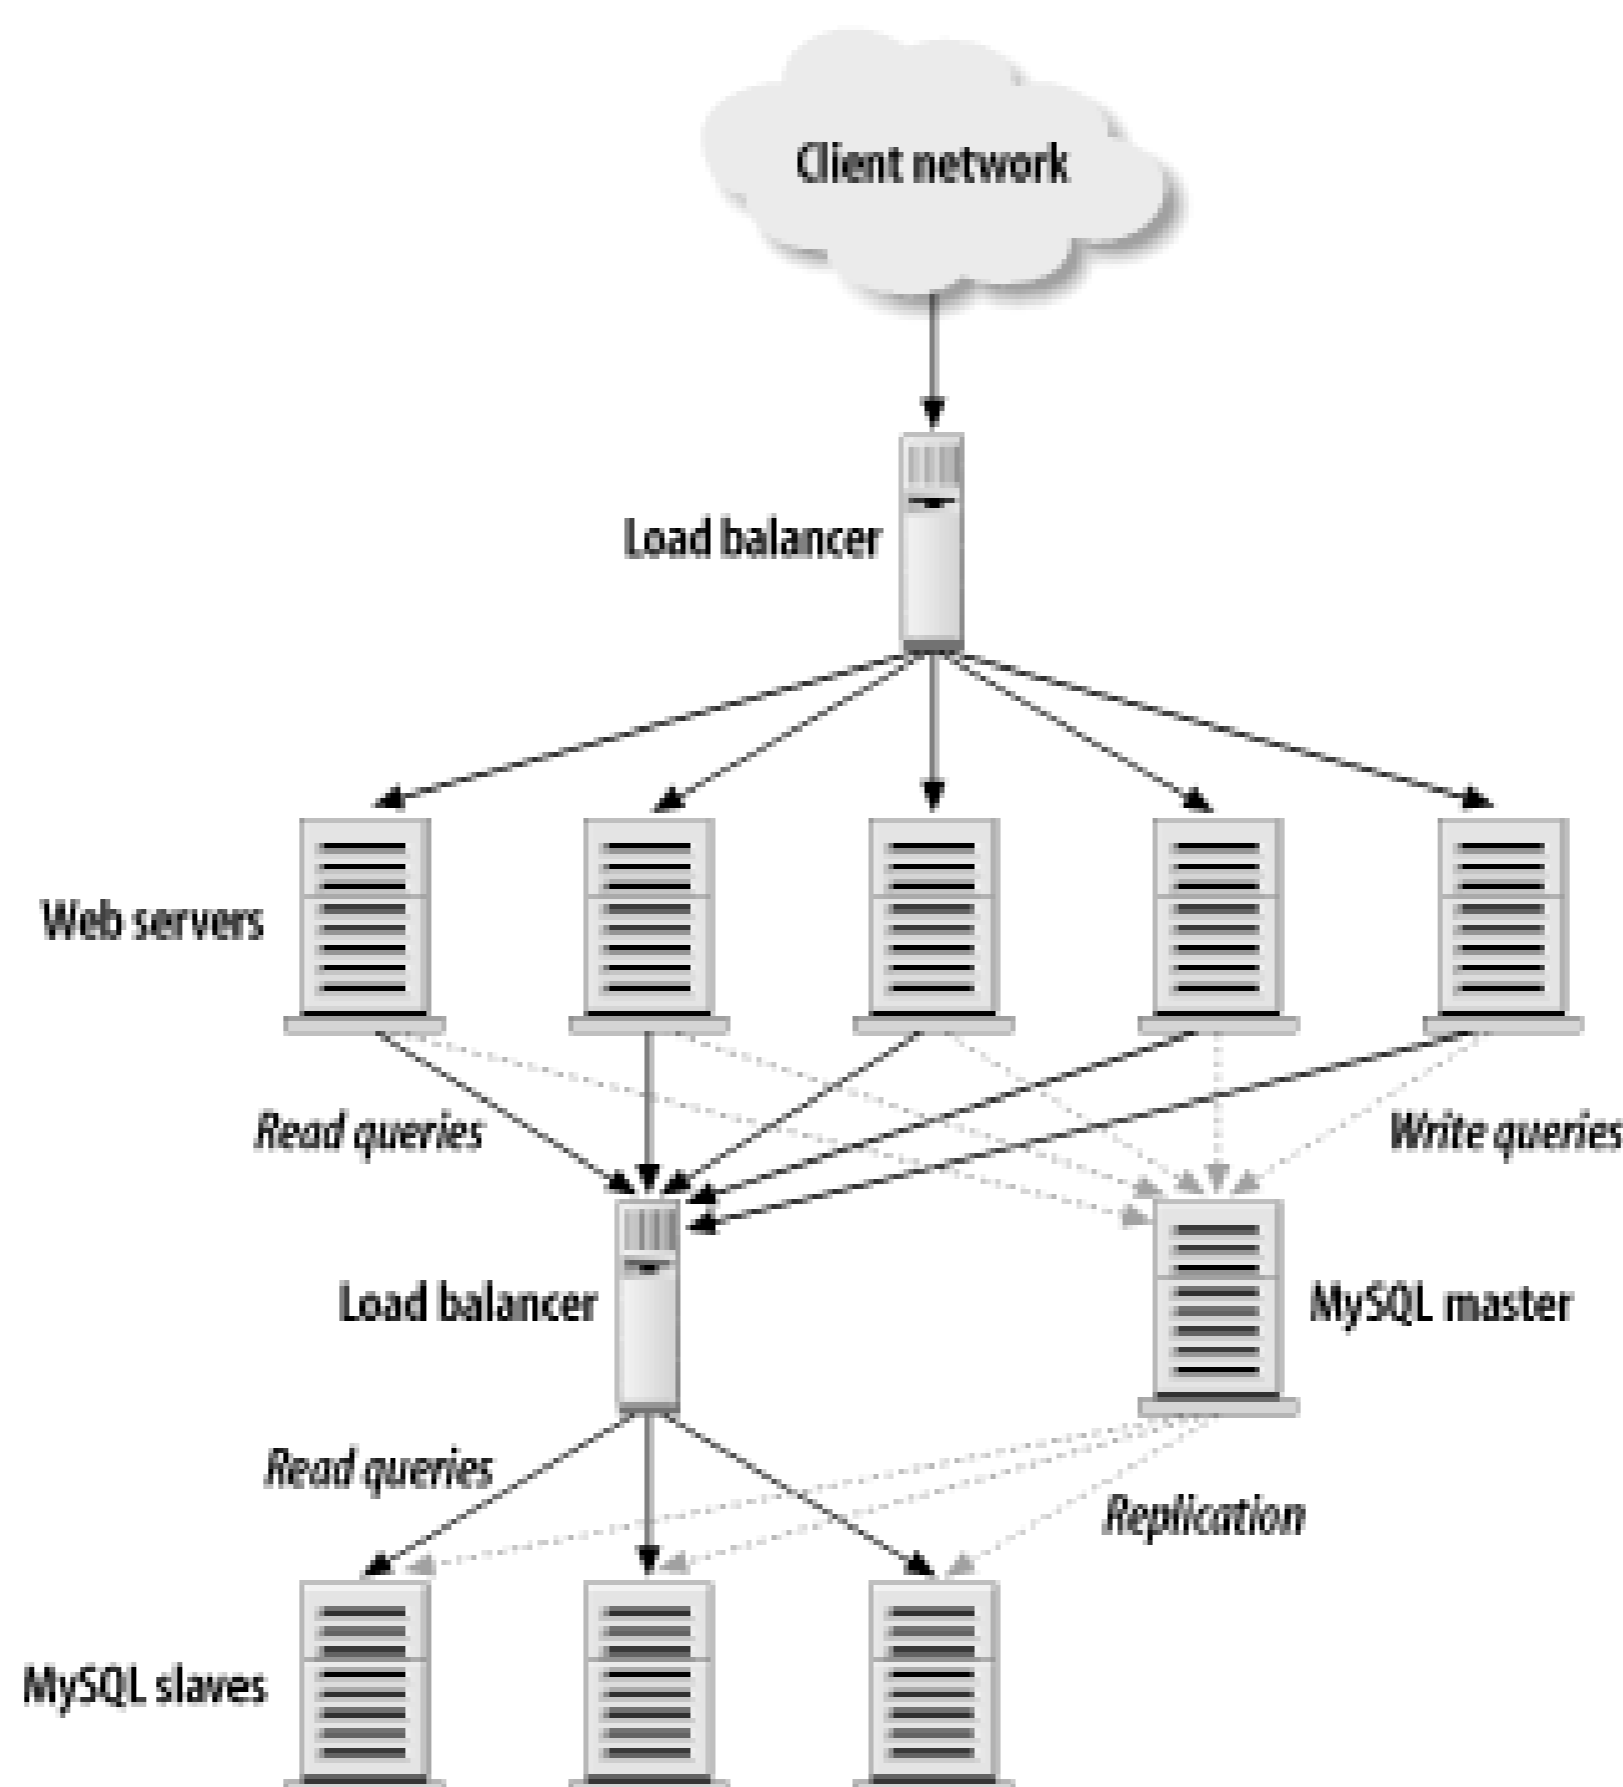 Client network
Load balancer
Web servers
Read queries
Write queries
Load balancer
MySQL master
Read queries
Replication
MySQL slaves